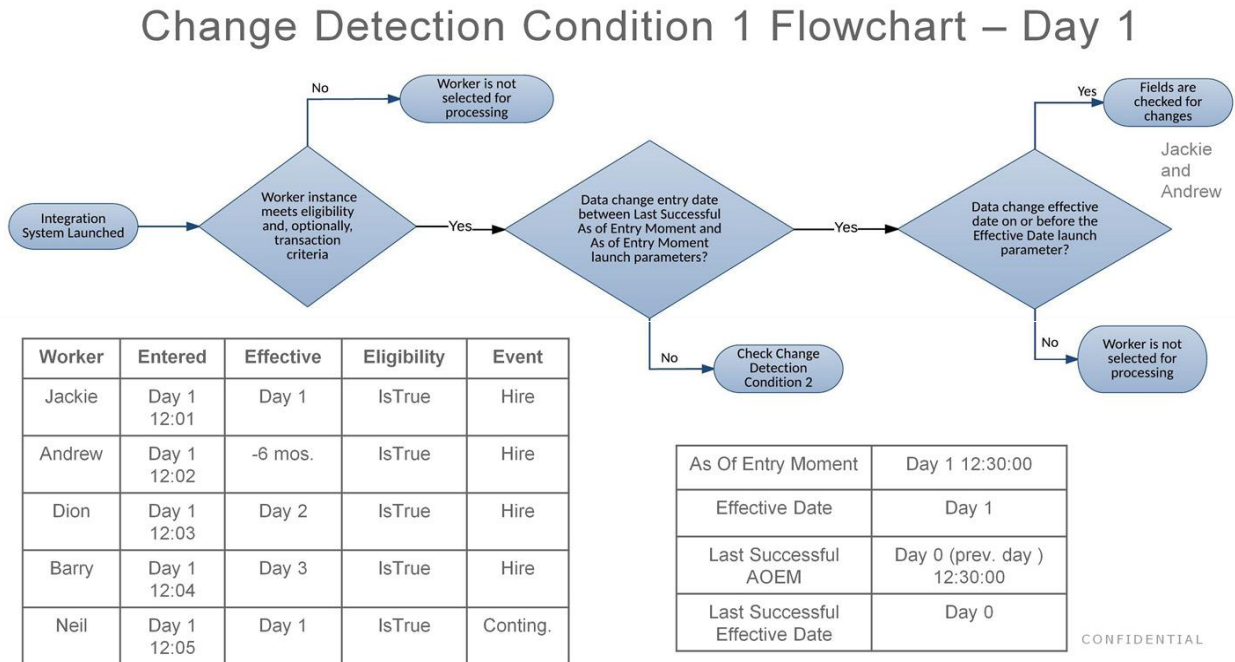 Change Detection Condition 1 Flowchart – Day 1
No
Worker is not
selected for
processing
Yes
Fields are
checked for
changes
Jackie
and
Andrew
Integration
System Launched
Worker instance
meets eligibility
and, optionally,
transaction
criteria
Yes
Data change entry date
between Last Successful
As of Entry Moment and
As of Entry Moment
launch parameters?
Yes
Data change effective
date on or before the
Effective Date launch
parameter?
No
Check Change
Detection
Condition 2
No
Worker is not
selected for
processing
Worker Entered Effective Eligibility Event
Jackie Day 1 12:01 Day 1 IsTrue Hire
Andrew Day 1 12:02 -6 mos. IsTrue Hire
Dion Day 1 12:03 Day 2 IsTrue Hire
Barry Day 1 12:04 Day 3 IsTrue Hire
Neil Day 1 12:05 Day 1 IsTrue Conting.
As Of Entry Moment Day 1 12:30:00
Effective Date Day 1
Last Successful AOEM Day 0 (prev. day ) 12:30:00
Last Successful Effective Date Day 0
CONFIDENTIAL